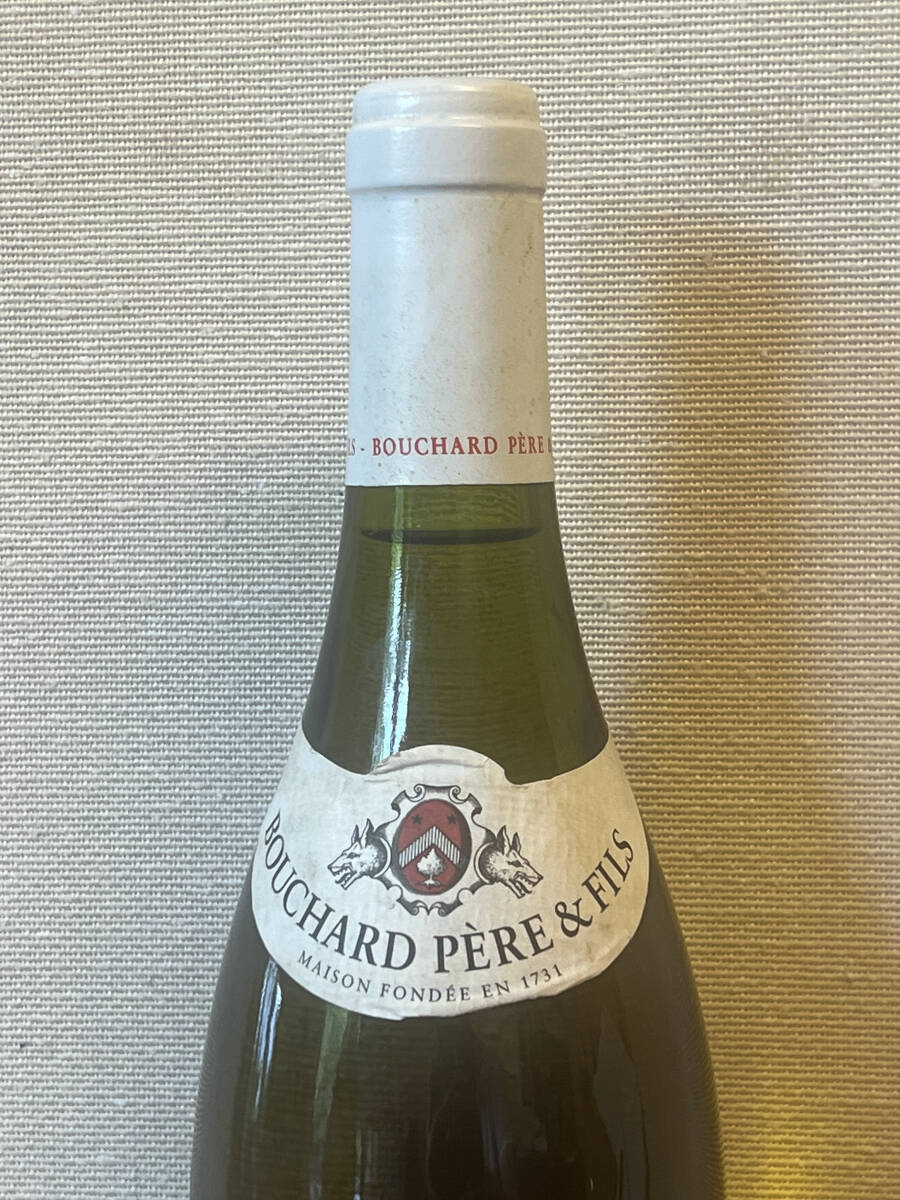 - BOUCHARD PÈRE
BOUCHARD PÈRE & FILS
MAISON FONDÉE EN 1731